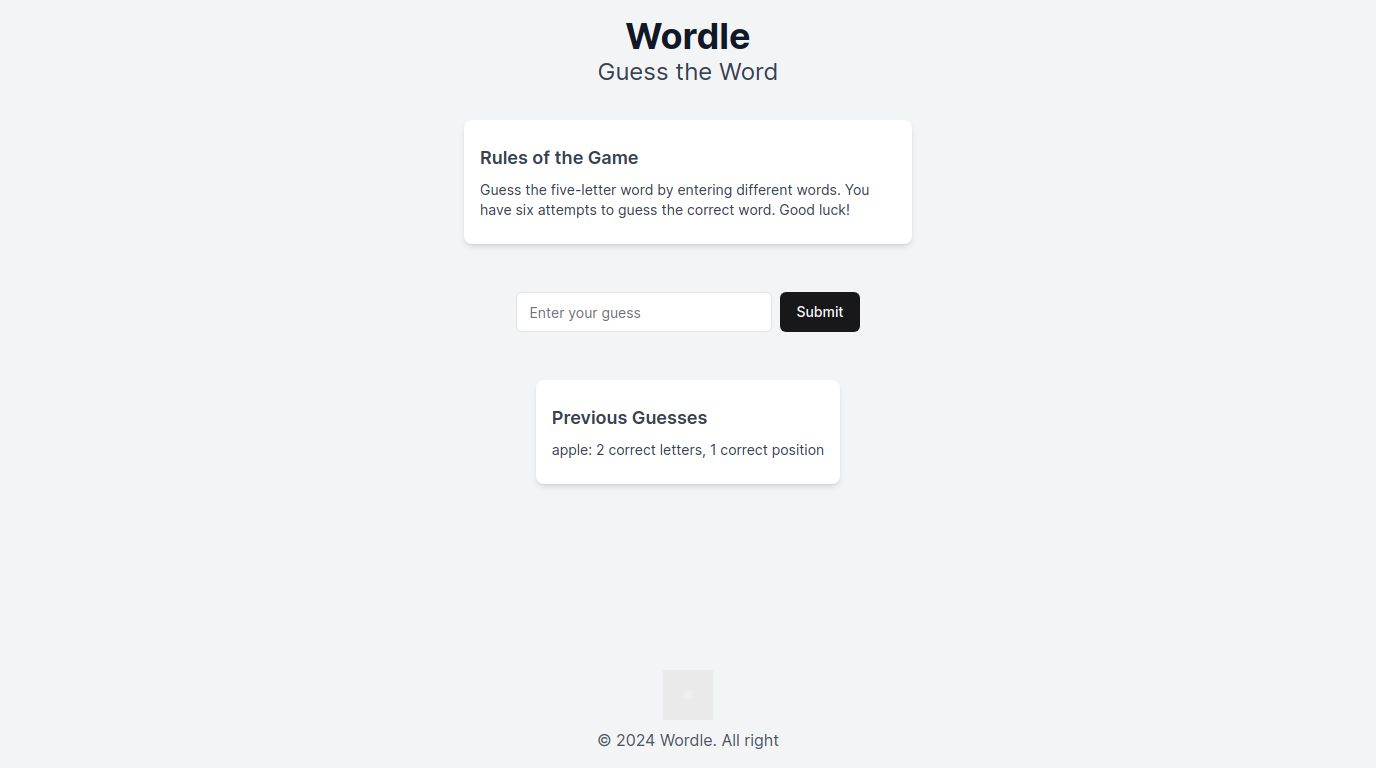 Wordle
Guess the Word
Rules of the Game
Guess the five-letter word by entering different words. You
have six attempts to guess the correct word. Good luck!
Enter your guess
Submit
Previous Guesses
apple: 2 correct letters, 1 correct position
© 2024 Wordle. All right